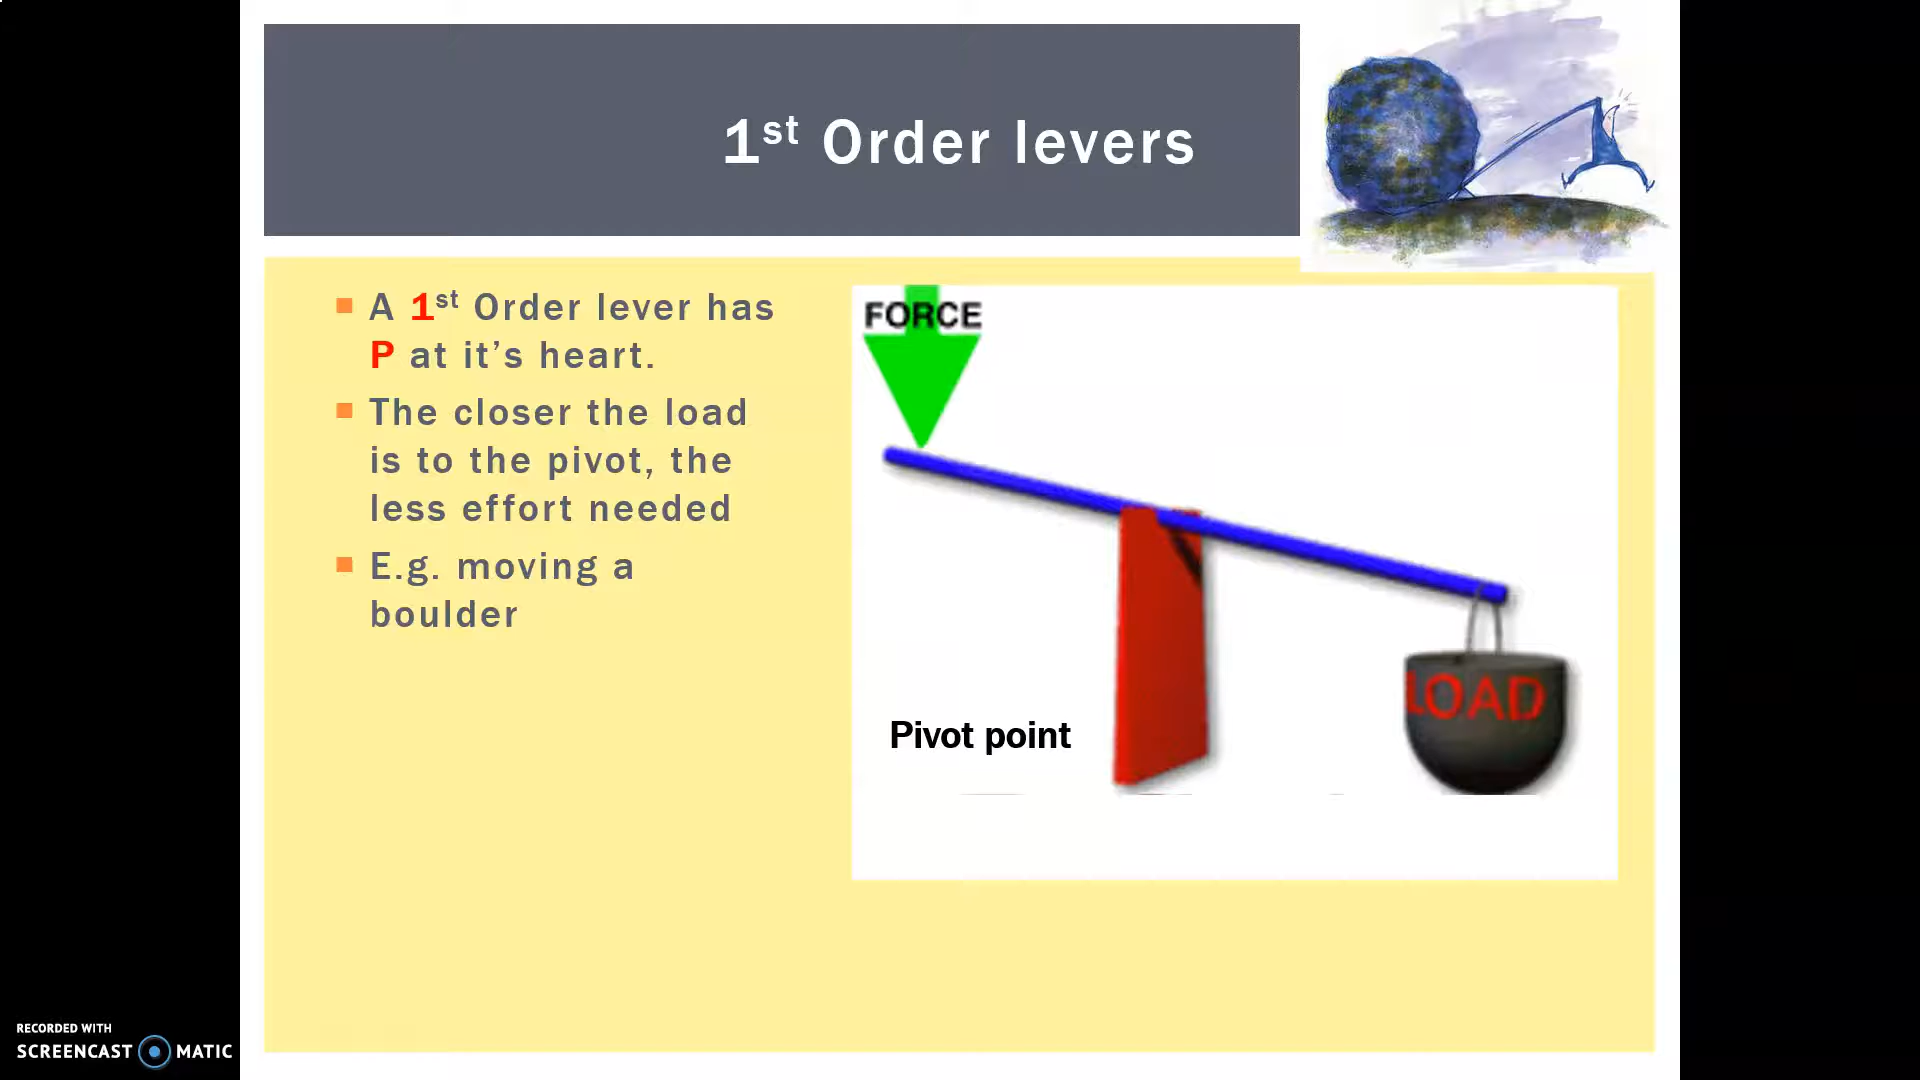 1st Order levers
A 1st Order lever has
P at it’s heart.
The closer the load
is to the pivot, the
less effort needed
E.g. moving a
boulder
FORCE
LOAD
Pivot point
RECORDED WITH
SCREENCAST MATIC